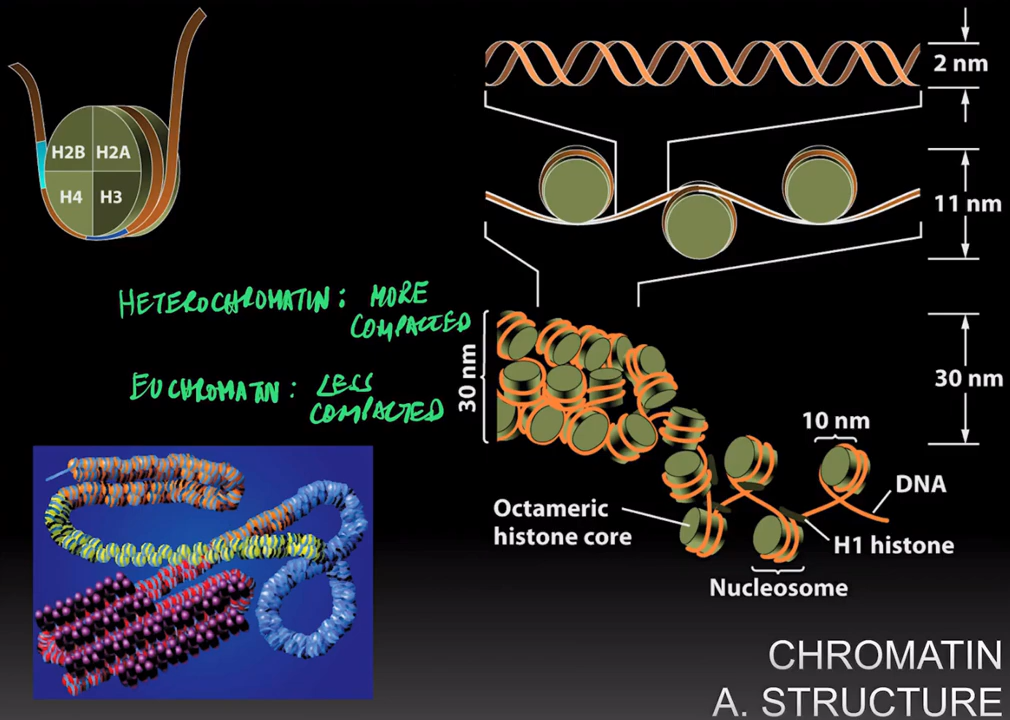 H2B H2A
H4 H3
2 nm
11 nm
HETEROCHROMATIN: MORE
COMPACTED
EUCHROMATIN: LESS
COMPACTED
30 nm
30 nm
10 nm
DNA
Octameric
histone core
H1 histone
Nucleosome
CHROMATIN
A. STRUCTURE